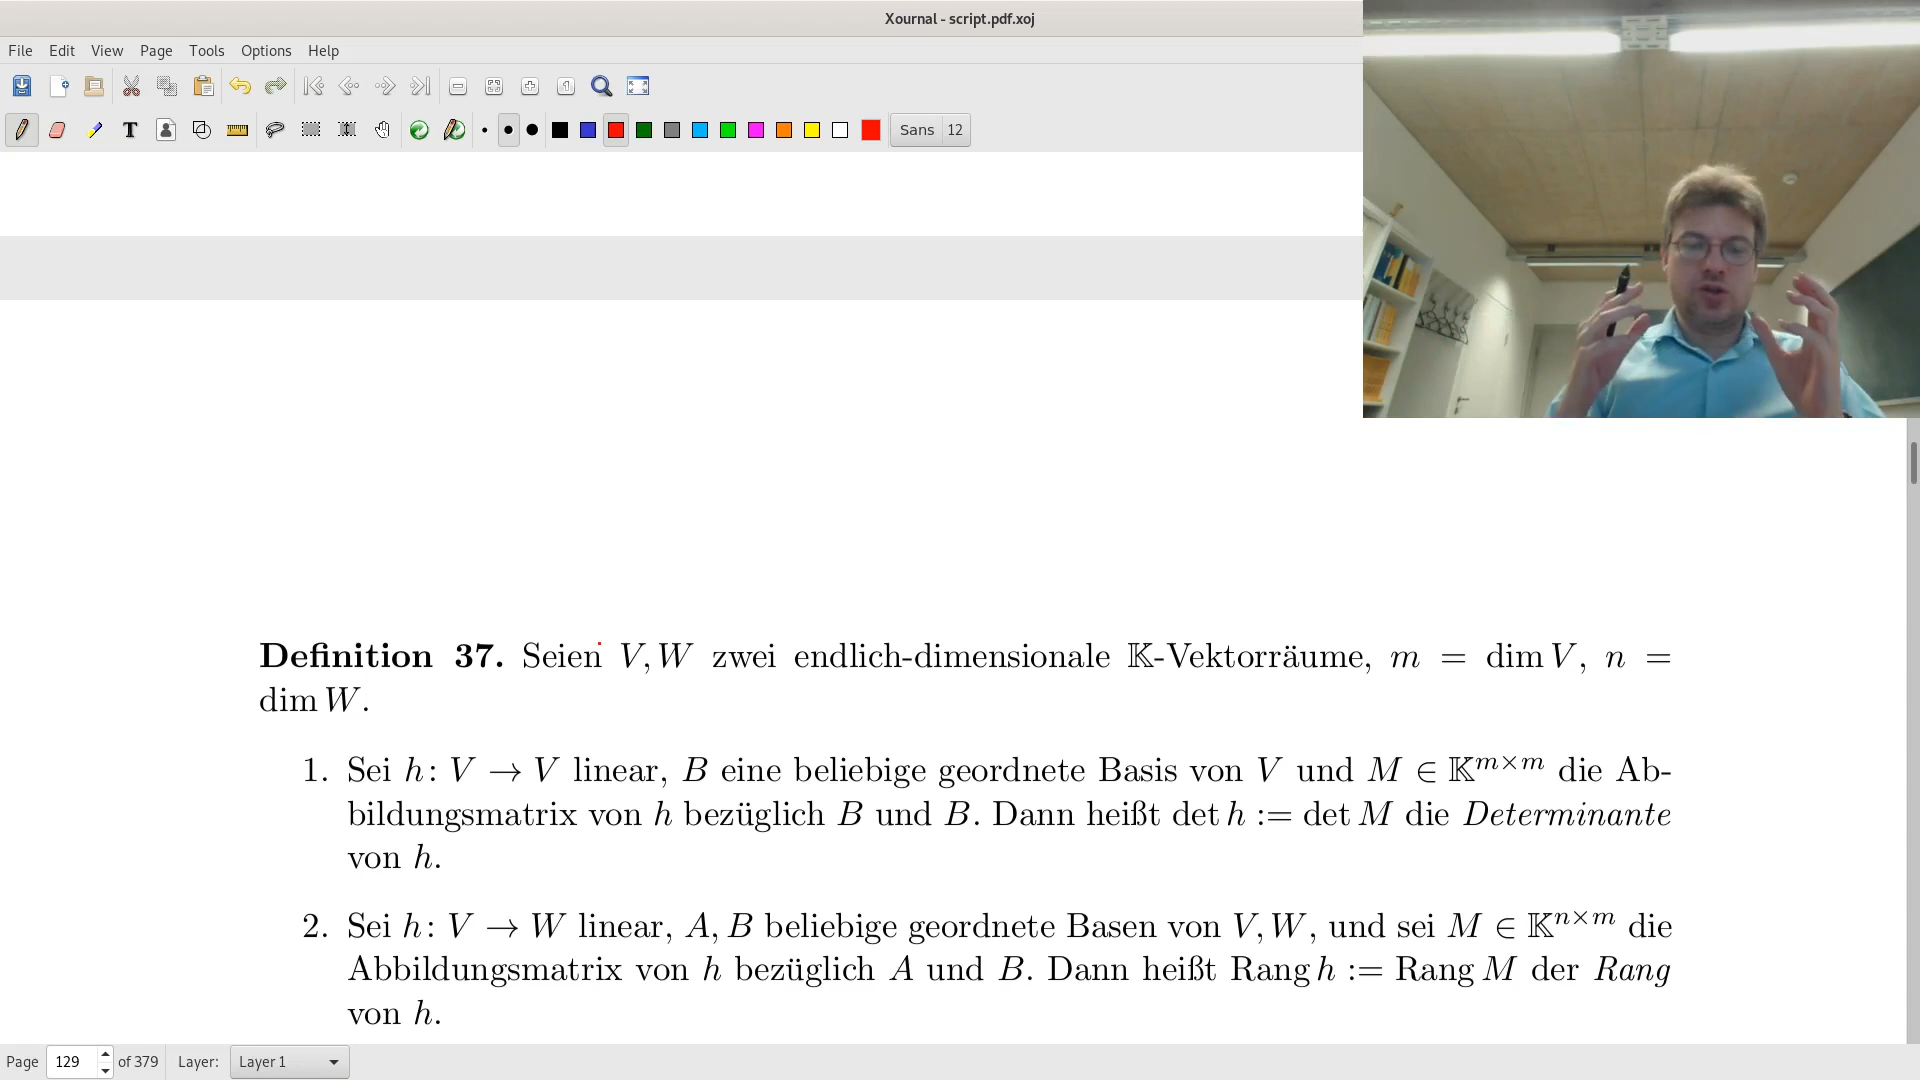 Xournal - script.pdf.xoj
File Edit View Page Tools Options Help
Sans 12
Definition 37. Seien V, W zwei endlich-dimensionale 𝕂-Vektorräume, m = dim V, n =
dim W.
1. Sei h: V → V linear, B eine beliebige geordnete Basis von V und M ∈ 𝕂^{m×m} die Ab-
bildungsmatrix von h bezüglich B und B. Dann heißt det h := det M die Determinante
von h.
2. Sei h: V → W linear, A, B beliebige geordnete Basen von V, W, und sei M ∈ 𝕂^{n×m} die
Abbildungsmatrix von h bezüglich A und B. Dann heißt Rang h := Rang M der Rang
von h.
Page 129 of 379 Layer: Layer 1